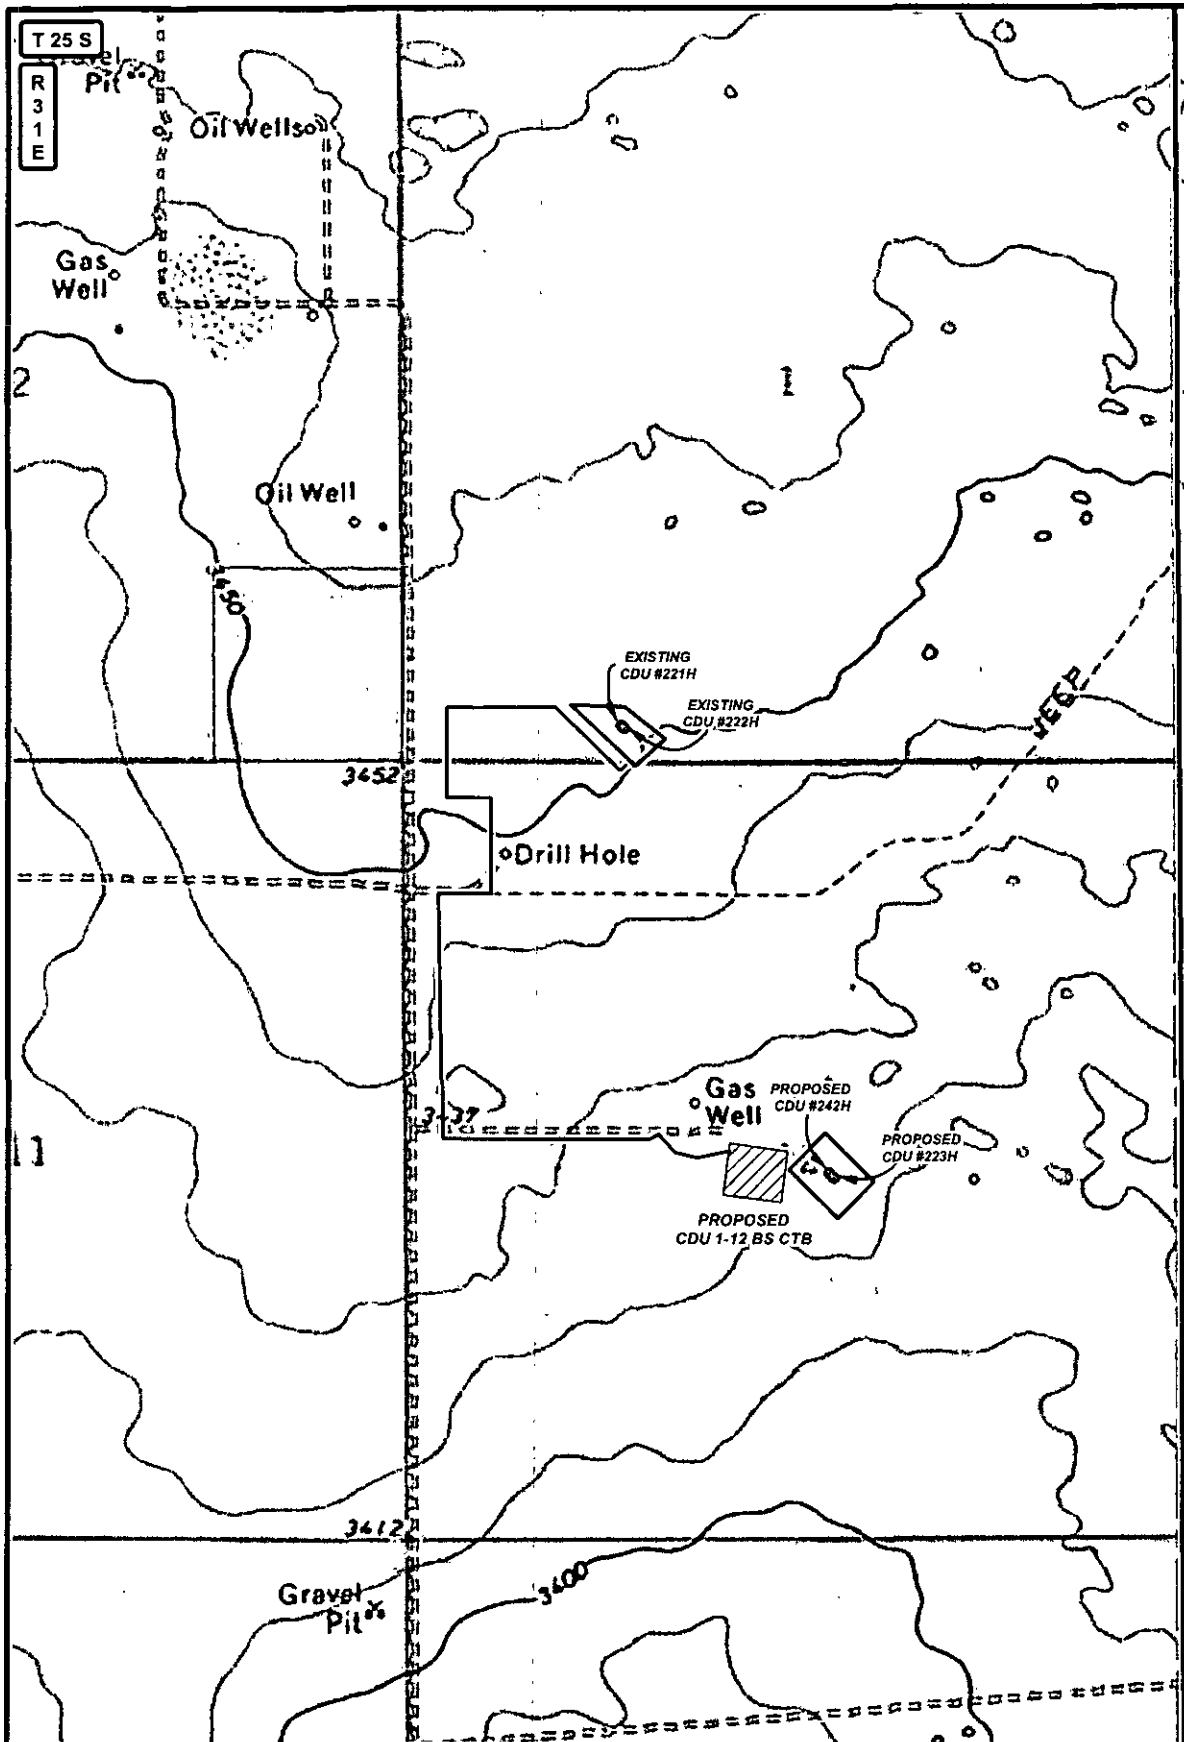 T 25 S
Gravel
Pit
R
3
1
E
Oil Wells
Gas
Well
2
Oil Well
3450
EXISTING
CDU #221H
EXISTING
CDU #222H
JEEP
3452
Drill Hole
Gas
Well
PROPOSED
CDU #242H
PROPOSED
CDU #223H
11
PROPOSED
CDU 1-12 BS CTB
3412
3400
Gravel
Pit